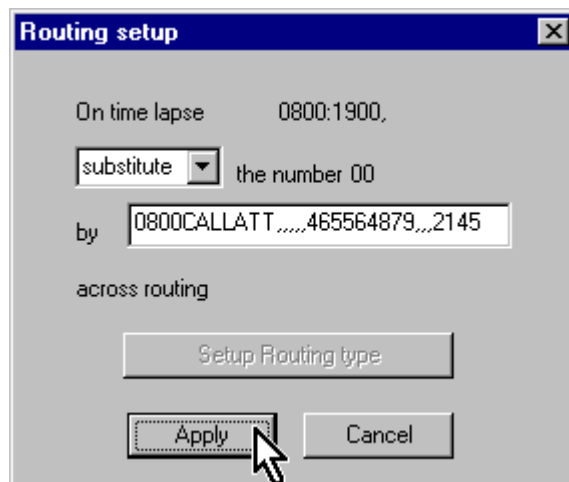 Routing setup
On time lapse 0800:1900,
substitute the number 00
by 0800CALLATT,,,,,465564879,,,2145
across routing
Setup Routing type
Apply Cancel